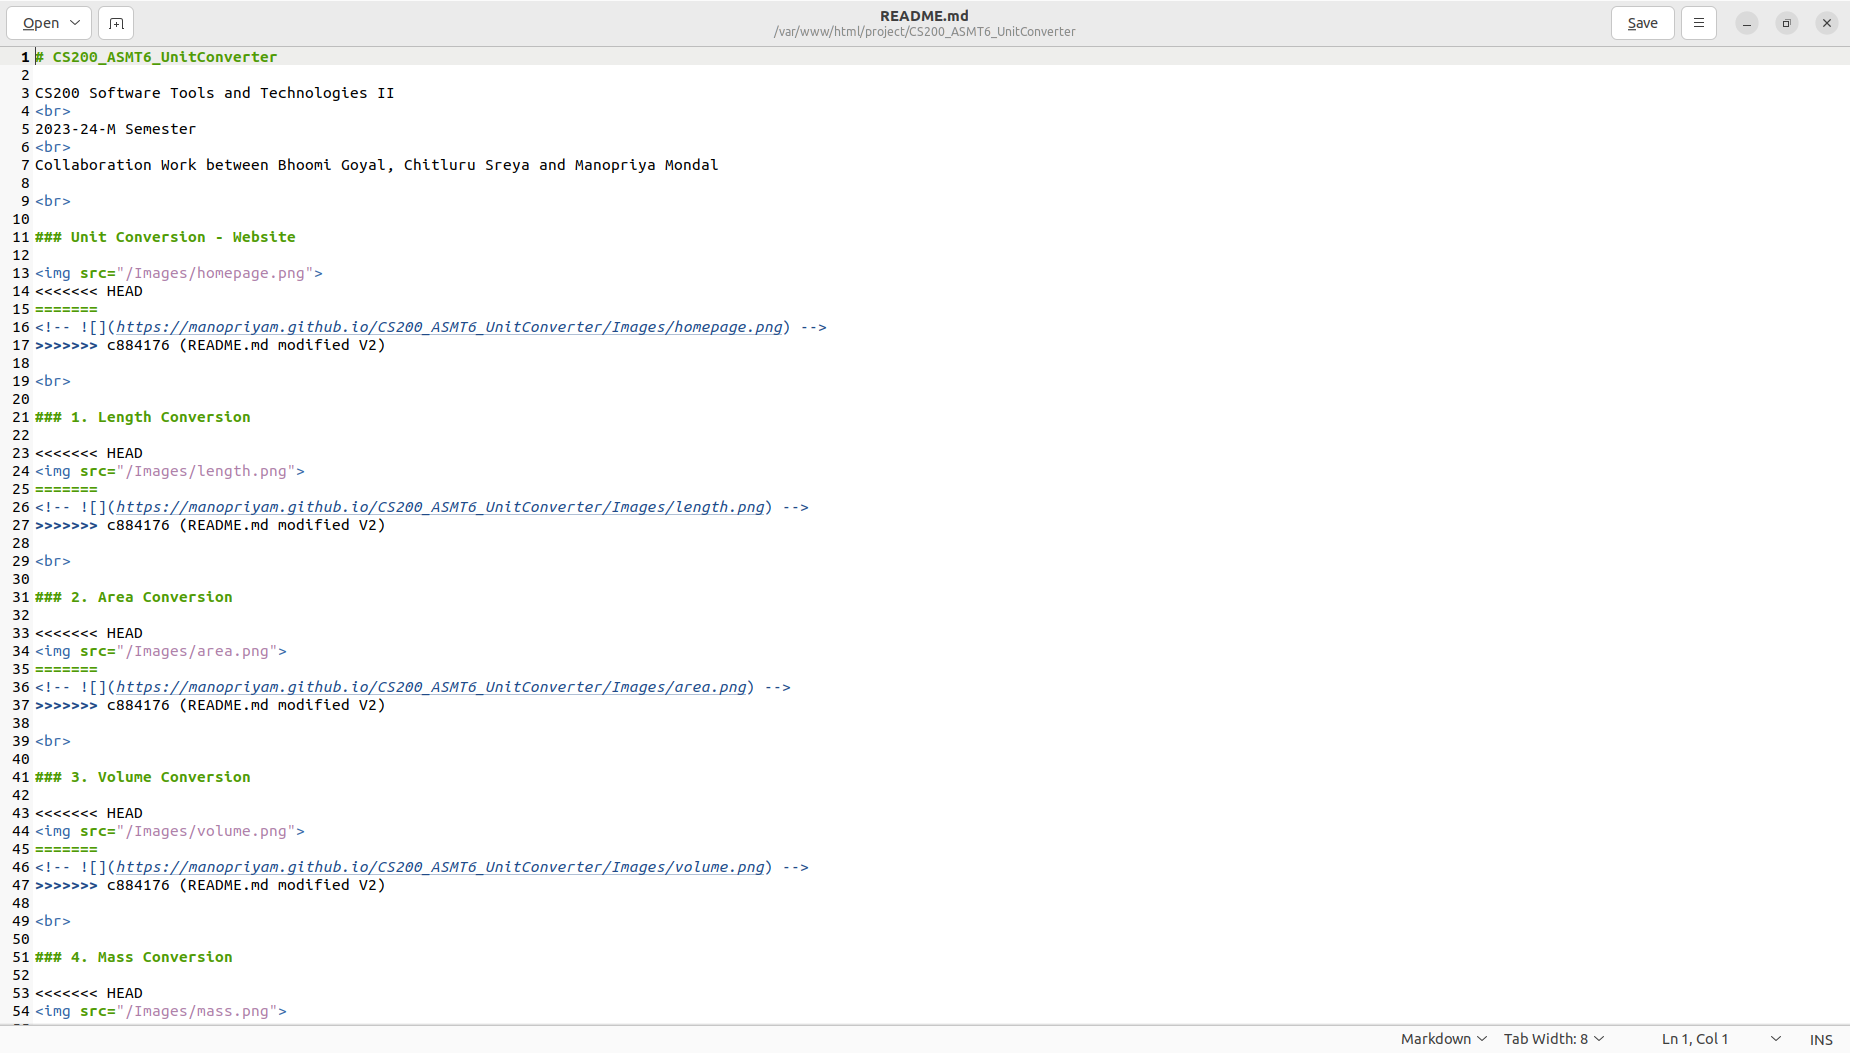 Open
README.md
/var/www/html/project/CS200_ASMT6_UnitConverter
Save
1 # CS200_ASMT6_UnitConverter
2
3 CS200 Software Tools and Technologies II
4 <br>
5 2023-24-M Semester
6 <br>
7 Collaboration Work between Bhoomi Goyal, Chitluru Sreya and Manopriya Mondal
8
9 <br>
10
11 ### Unit Conversion - Website
12
13 <img src="/Images/homepage.png">
14 <<<<<<< HEAD
15 =======
16 <!-- ![](https://manopriyam.github.io/CS200_ASMT6_UnitConverter/Images/homepage.png) -->
17 >>>>>>> c884176 (README.md modified V2)
18
19 <br>
20
21 ### 1. Length Conversion
22
23 <<<<<<< HEAD
24 <img src="/Images/length.png">
25 =======
26 <!-- ![](https://manopriyam.github.io/CS200_ASMT6_UnitConverter/Images/length.png) -->
27 >>>>>>> c884176 (README.md modified V2)
28
29 <br>
30
31 ### 2. Area Conversion
32
33 <<<<<<< HEAD
34 <img src="/Images/area.png">
35 =======
36 <!-- ![](https://manopriyam.github.io/CS200_ASMT6_UnitConverter/Images/area.png) -->
37 >>>>>>> c884176 (README.md modified V2)
38
39 <br>
40
41 ### 3. Volume Conversion
42
43 <<<<<<< HEAD
44 <img src="/Images/volume.png">
45 =======
46 <!-- ![](https://manopriyam.github.io/CS200_ASMT6_UnitConverter/Images/volume.png) -->
47 >>>>>>> c884176 (README.md modified V2)
48
49 <br>
50
51 ### 4. Mass Conversion
52
53 <<<<<<< HEAD
54 <img src="/Images/mass.png">
Markdown Tab Width: 8 Ln 1, Col 1 INS